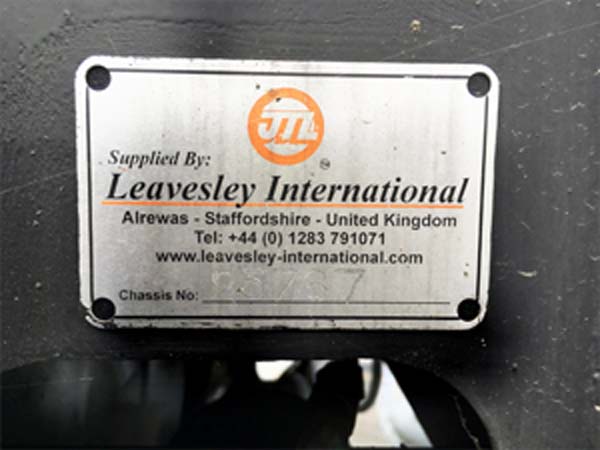 JTL
Supplied By:
Leavesley International
Alrewas - Staffordshire - United Kingdom
Tel: +44 (0) 1283 791071
www.leavesley-international.com
Chassis No: